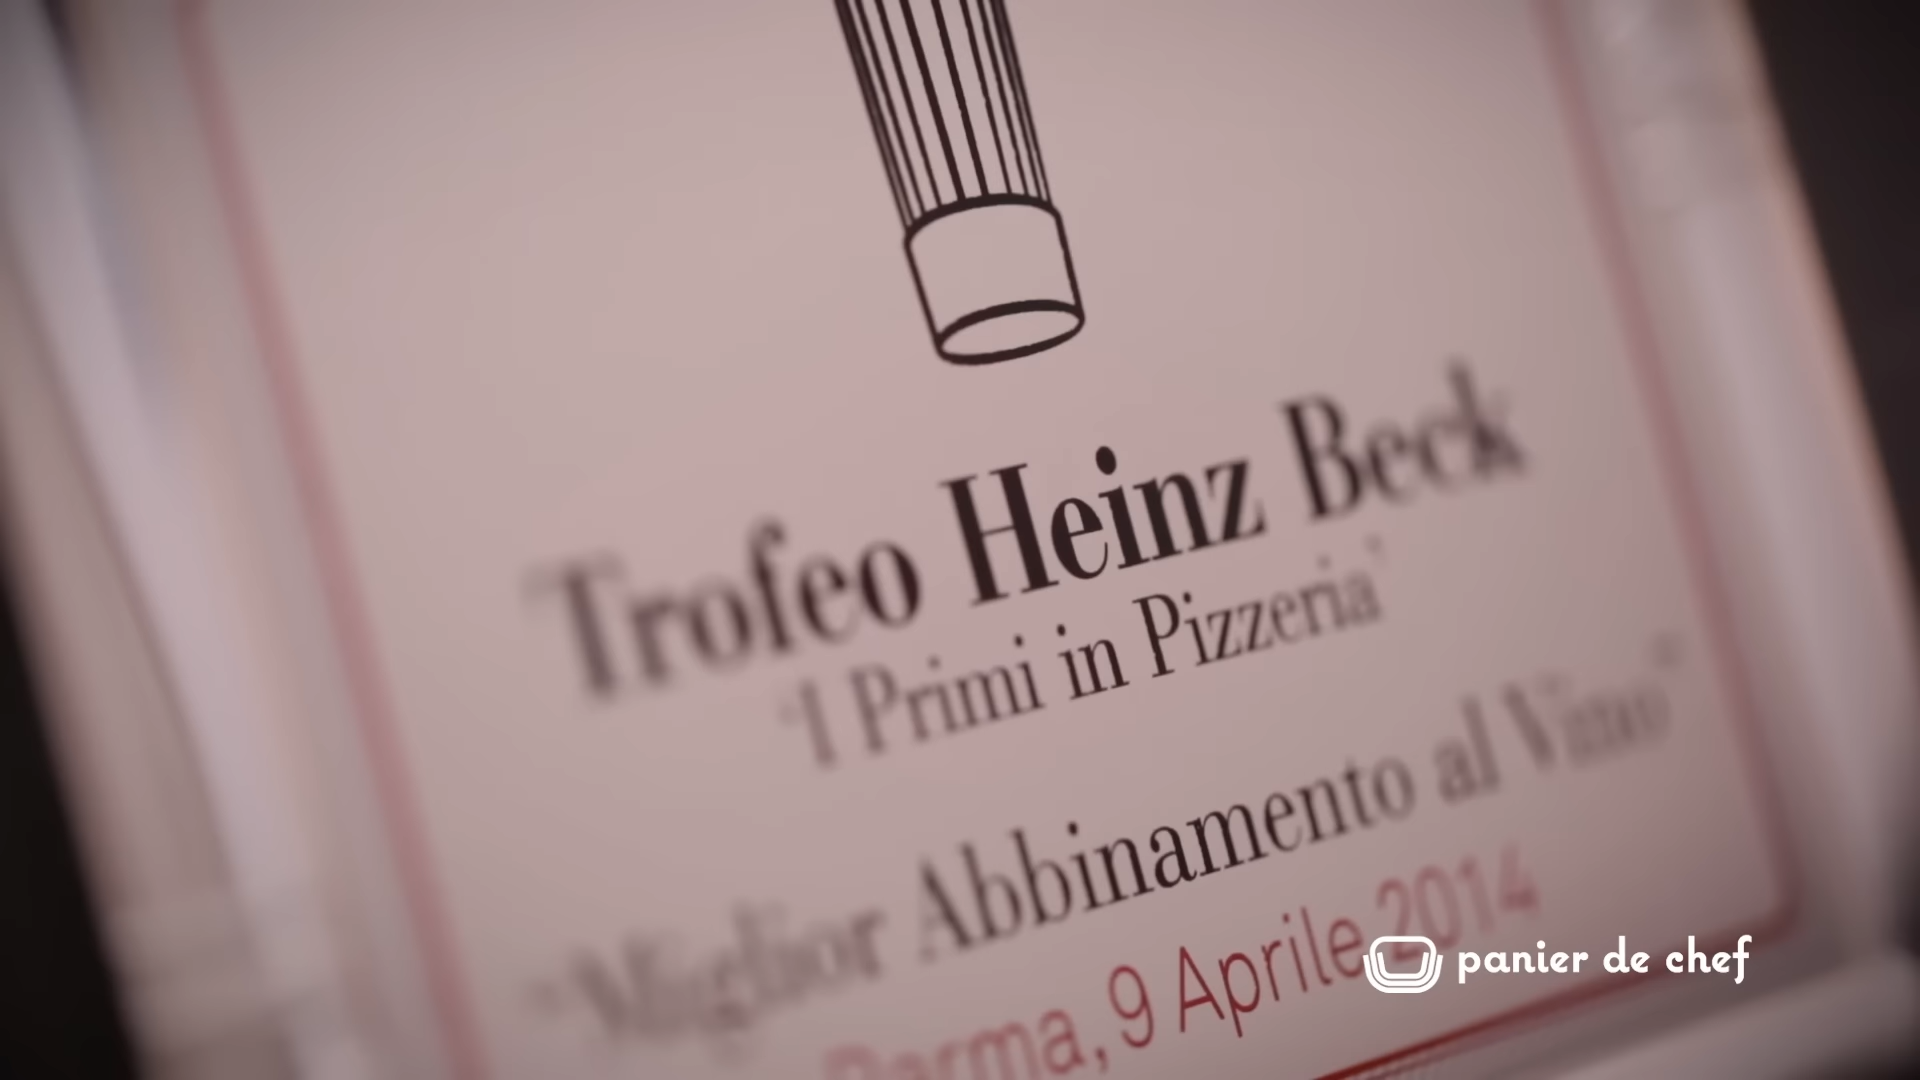 Trofeo Heinz Beck
"I Primi in Pizzeria"
"Miglior Abbinamento al Vino"
Parma, 9 Aprile 2014
panier de chef